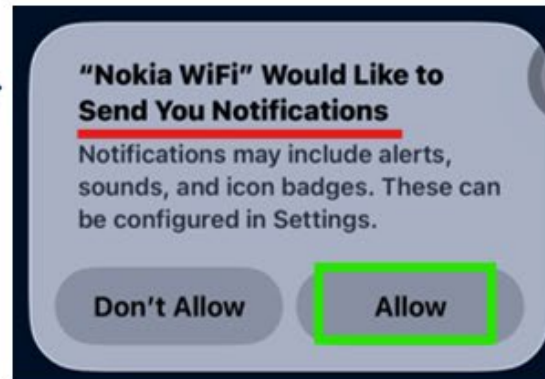 “Nokia WiFi” Would Like to
Send You Notifications
Notifications may include alerts,
sounds, and icon badges. These can
be configured in Settings.
Don’t Allow
Allow